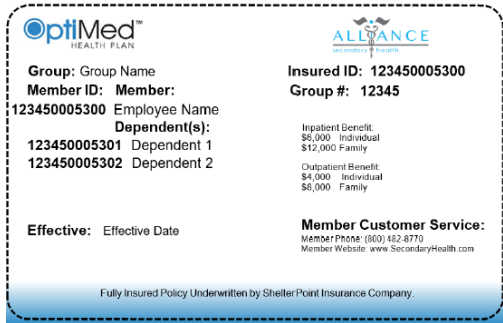 OptiMed™
HEALTH PLAN
ALLIANCE
secondary health
Group: Group Name
Member ID: Member:
123450005300 Employee Name
Dependent(s):
123450005301 Dependent 1
123450005302 Dependent 2
Effective: Effective Date
Insured ID: 123450005300
Group #: 12345
Inpatient Benefit:
$6,000 Individual
$12,000 Family
Outpatient Benefit:
$4,000 Individual
$8,000 Family
Member Customer Service:
Member Phone: (800) 482-8770
Member Website: www.SecondaryHealth.com
Fully Insured Policy Underwritten by ShelterPoint Insurance Company.